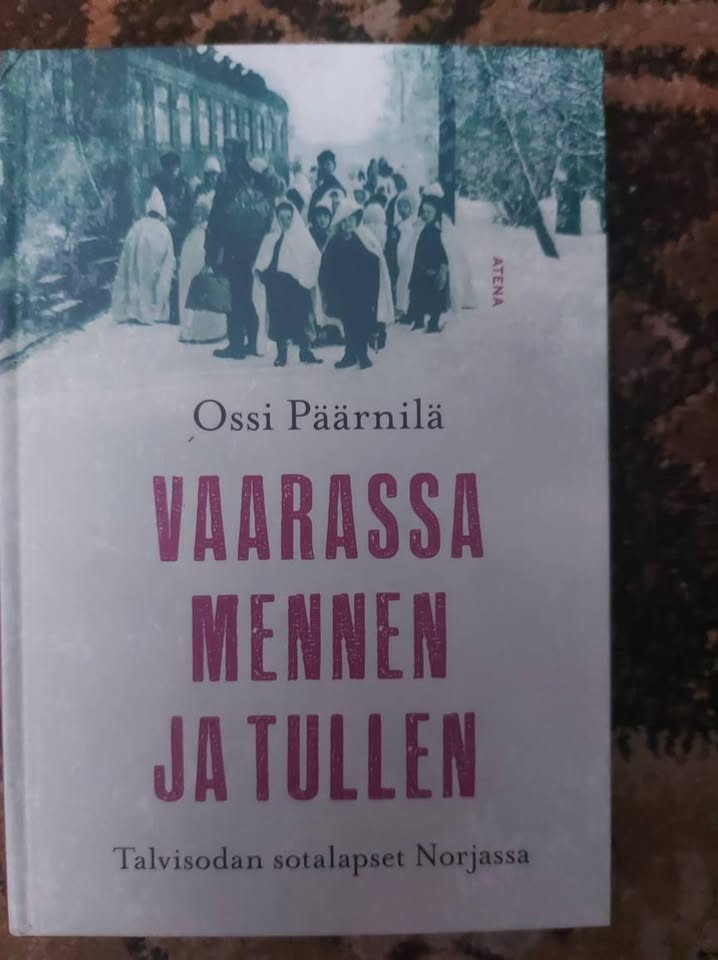 ATENA
Ossi Päärnilä
VAARASSA
MENNEN
JA TULLEN
Talvisodan sotalapset Norjassa